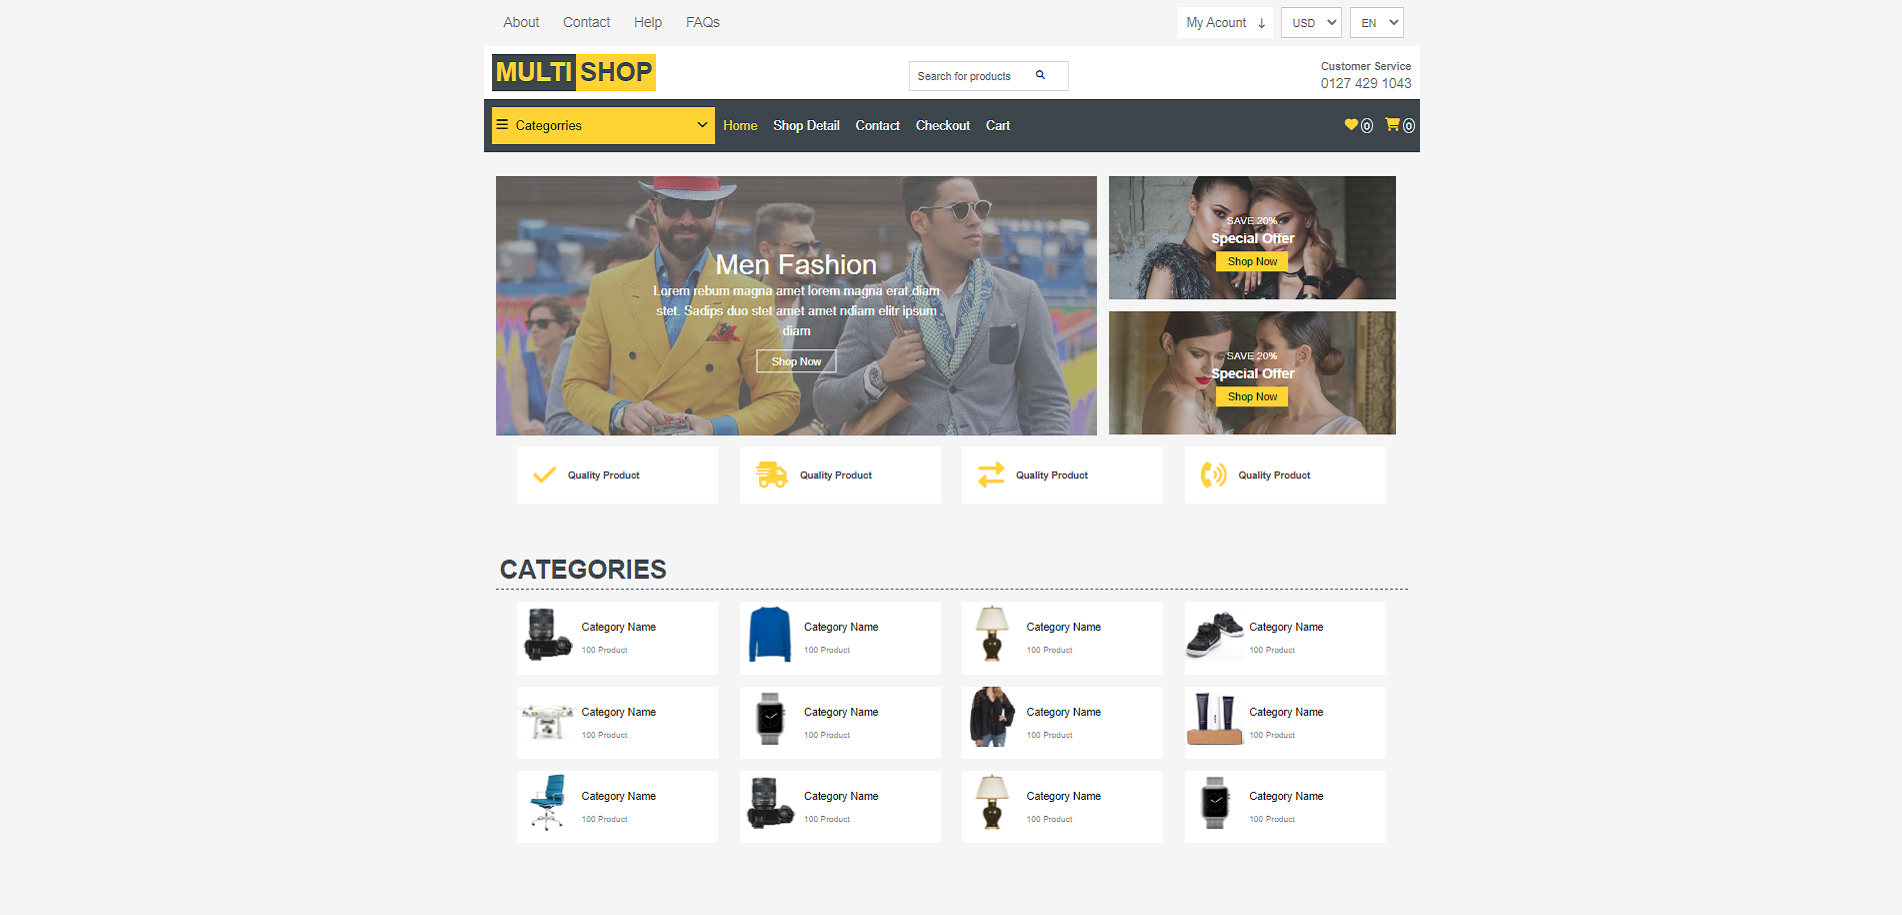 About Contact Help FAQs My Acount ↓ USD EN
MULTI SHOP
Search for products
Customer Service
0127 429 1043
Categorries Home Shop Detail Contact Checkout Cart 0 0
Men Fashion
Lorem rebum magna amet lorem magna erat diam
stet. Sadips duo stet amet amet ndiam elitr ipsum
diam
Shop Now
SAVE 20%
Special Offer
Shop Now
SAVE 20%
Special Offer
Shop Now
Quality Product Quality Product Quality Product Quality Product
CATEGORIES
Category Name Category Name Category Name Category Name
100 Product 100 Product 100 Product 100 Product
Category Name Category Name Category Name Category Name
100 Product 100 Product 100 Product 100 Product
Category Name Category Name Category Name Category Name
100 Product 100 Product 100 Product 100 Product